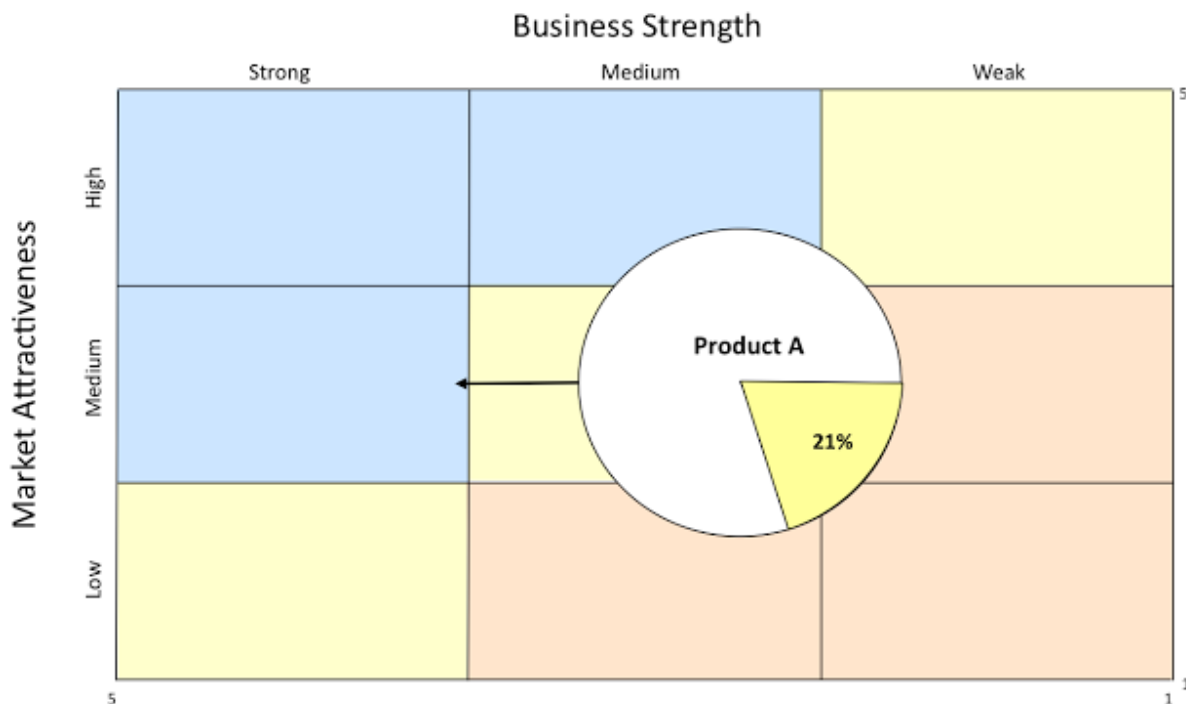 Business Strength
Strong
Medium
Weak
5
High
Market Attractiveness
Product A
Medium
21%
Low
1
5
1